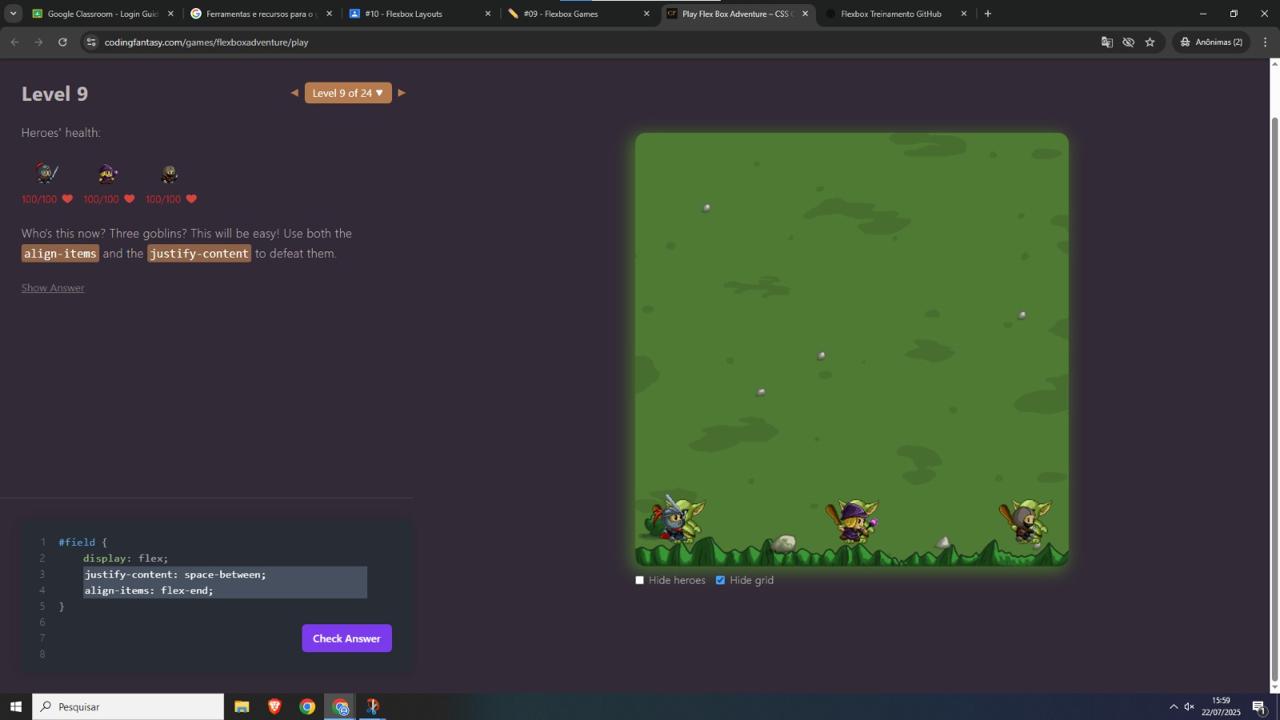 Google Classroom - Login Guid
Ferramentas e recursos para o g
#10 - Flexbox Layouts
#09 - Flexbox Games
Play Flex Box Adventure – CSS G
Flexbox Treinamento GitHub
codingfantasy.com/games/flexboxadventure/play
Anônimas (2)
Level 9
Level 9 of 24
Heroes' health:
100/100
100/100
100/100
Who's this now? Three goblins? This will be easy! Use both the
align-items and the justify-content to defeat them.
Show Answer
1 #field {
2 display: flex;
3 justify-content: space-between;
4 align-items: flex-end;
5 }
6
7
8
Check Answer
Hide heroes
Hide grid
Pesquisar
15:59
22/07/2025